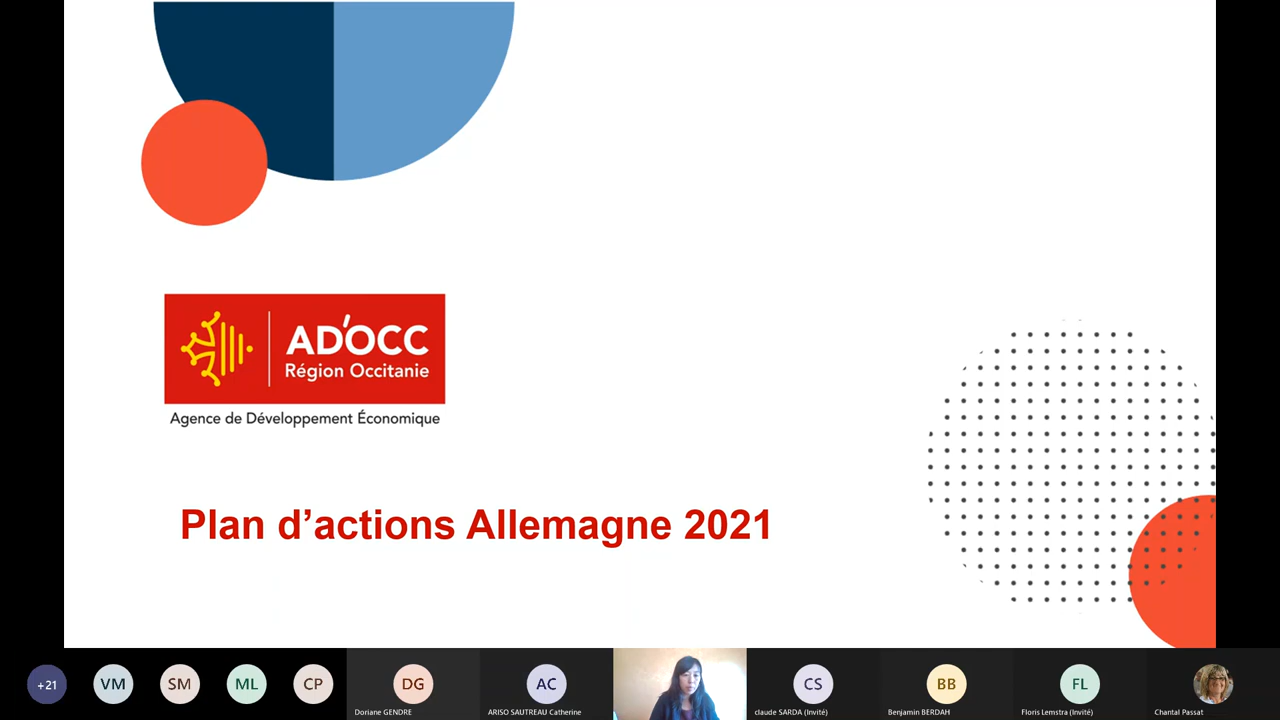 AD'OCC
Région Occitanie
Agence de Développement Économique
Plan d’actions Allemagne 2021
+21
VM
SM
ML
CP
DG
AC
CS
BB
FL
Doriane GENDRE
ARISO SAUTREAU Catherine
claude SARDA (Invité)
Benjamin BERDAH
Floris Lemstra (Invité)
Chantal Passat